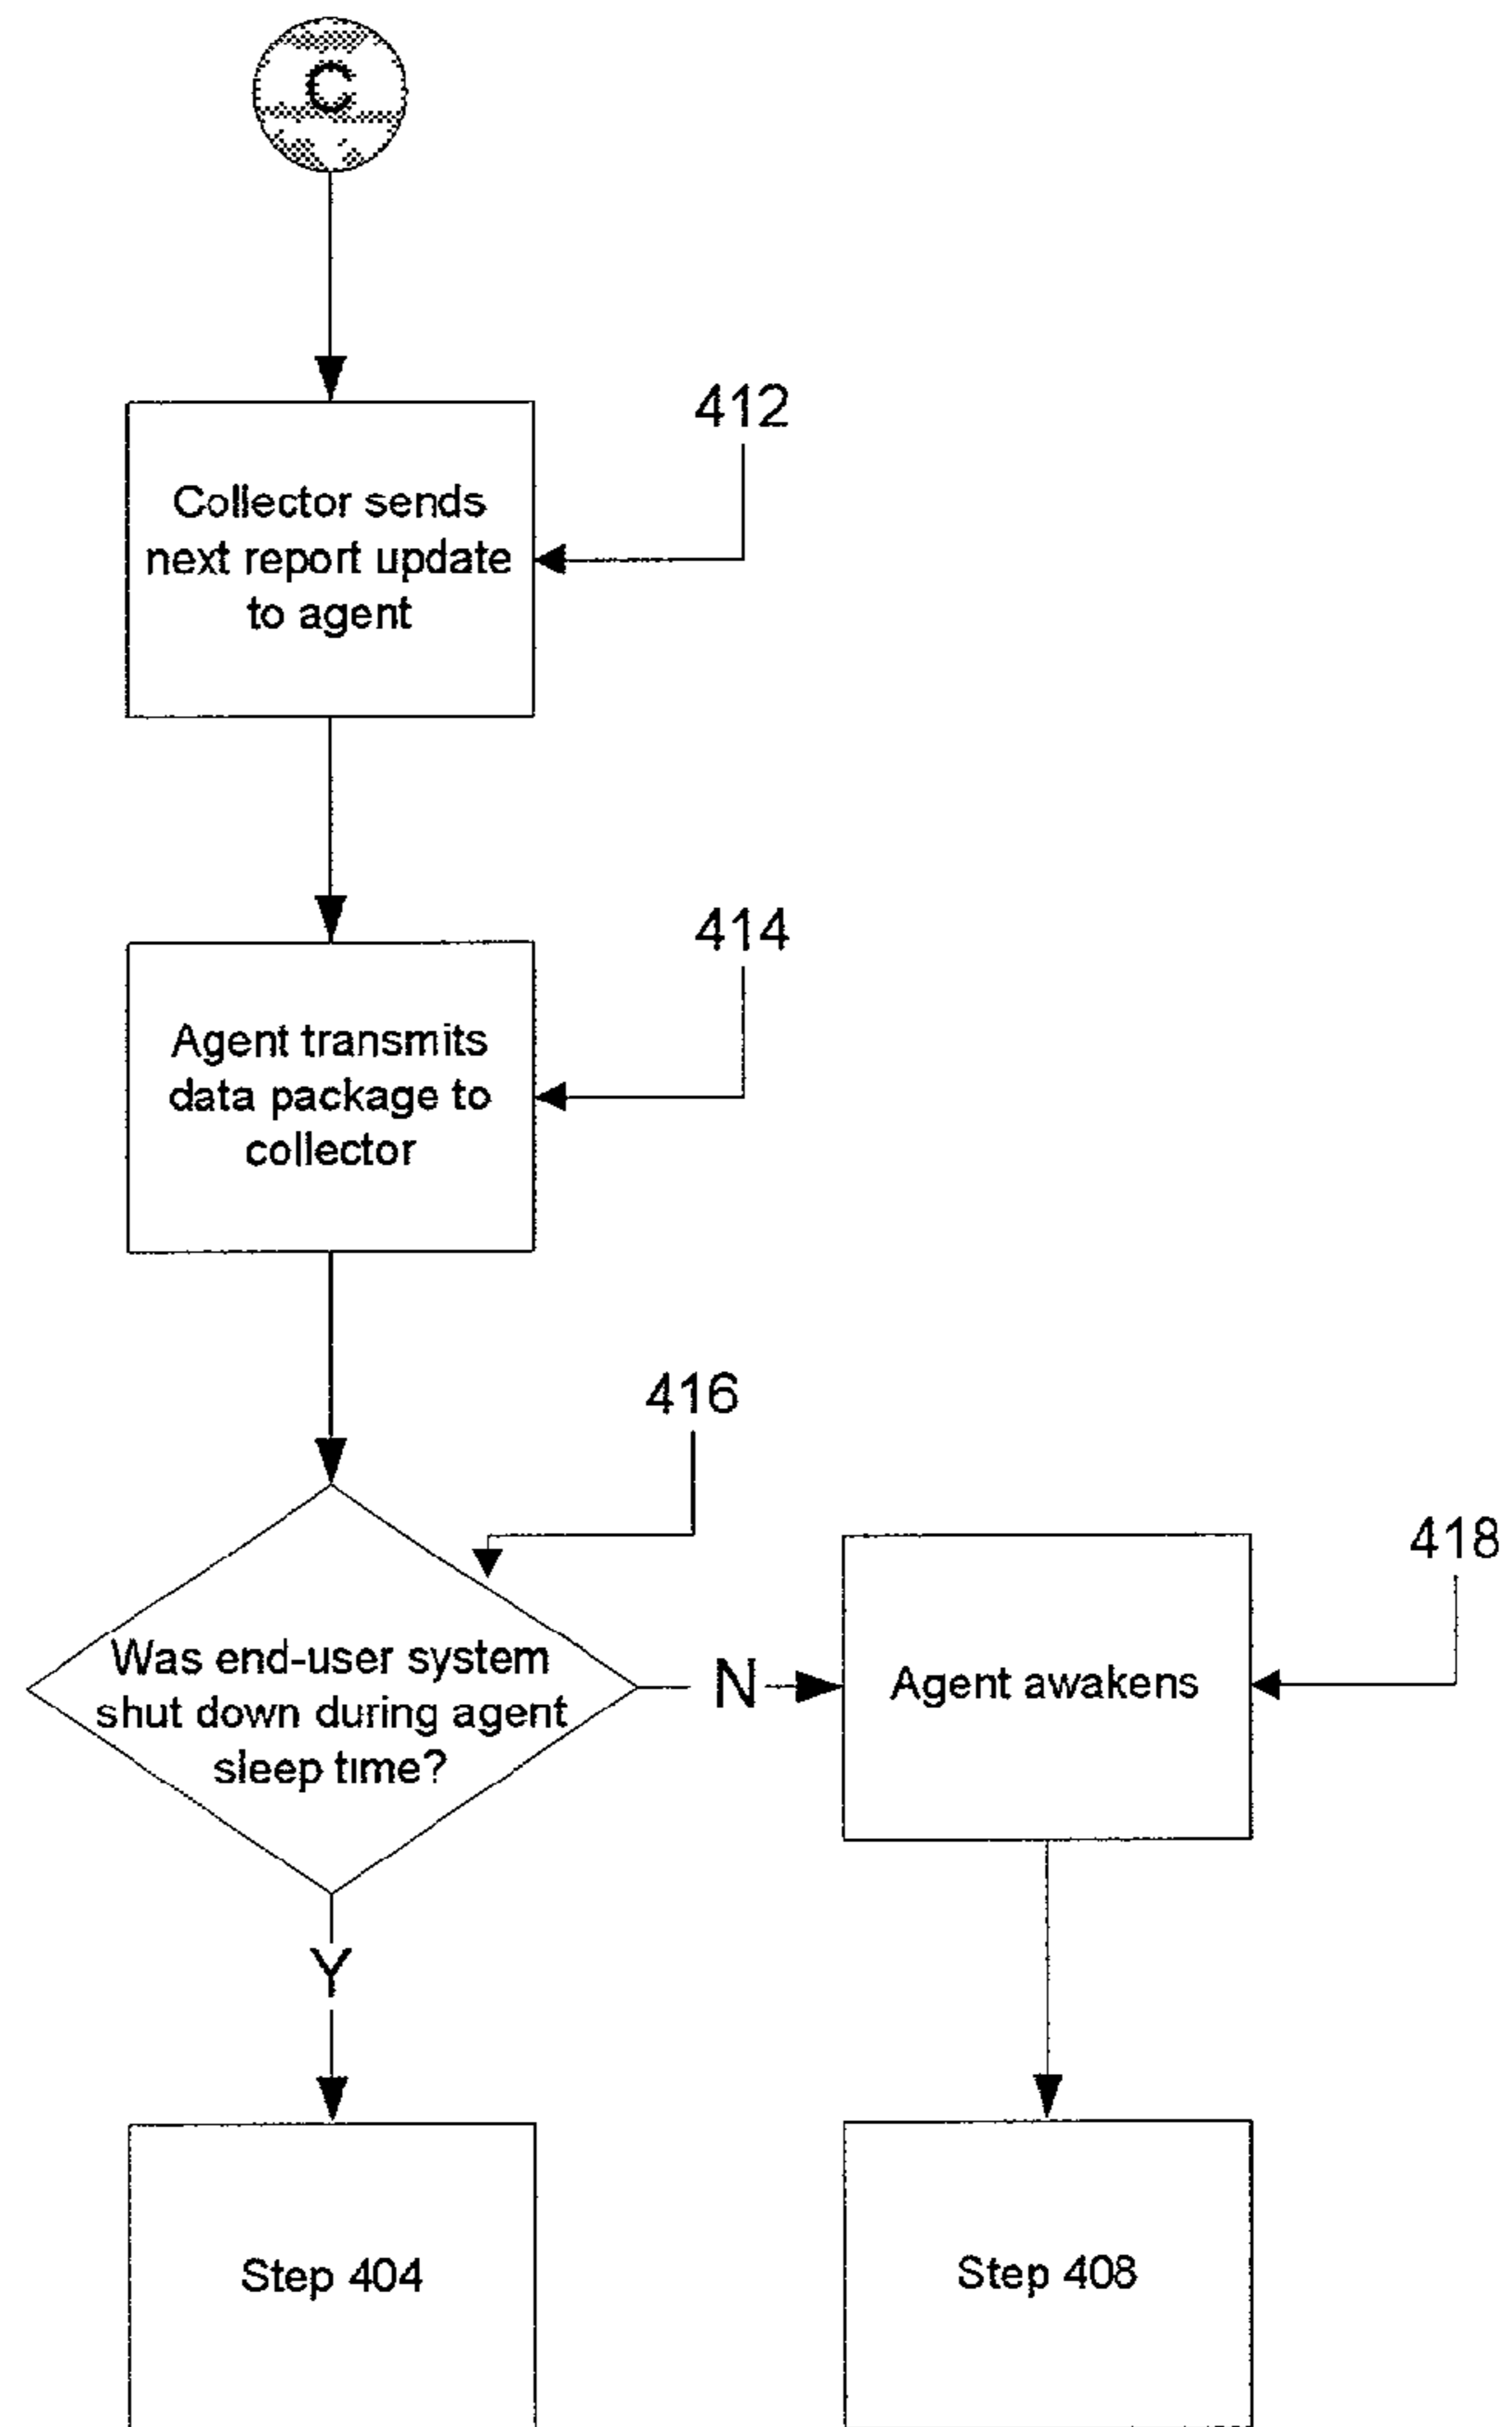 C
412
Collector sends
next report update
to agent
414
Agent transmits
data package to
collector
416
418
Was end-user system
shut down during agent
sleep time?
N
Agent awakens
Y
Step 404
Step 408